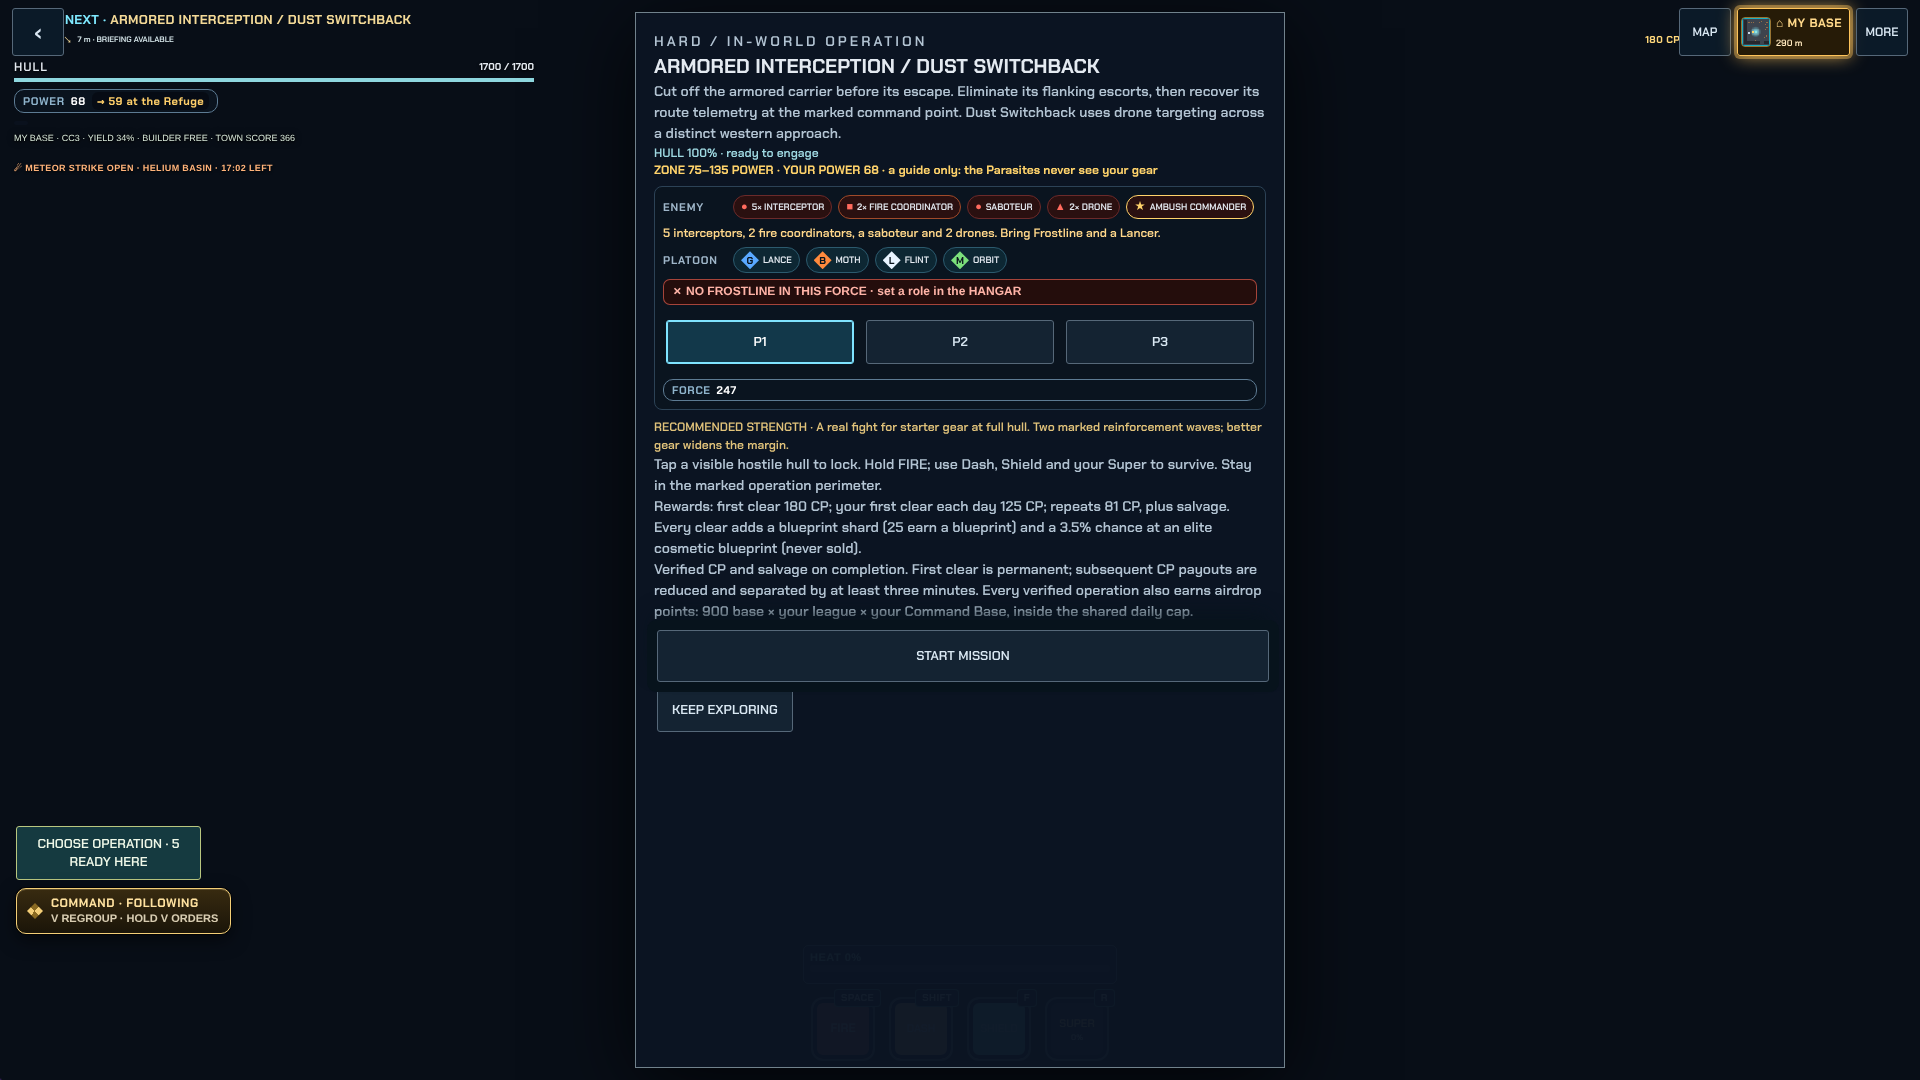 ‹
NEXT · ARMORED INTERCEPTION / DUST SWITCHBACK
7 m · BRIEFING AVAILABLE
HULL 1700 / 1700
POWER 68 → 59 at the Refuge
MY BASE · CC3 · YIELD 34% · BUILDER FREE · TOWN SCORE 366
METEOR STRIKE OPEN · HELIUM BASIN · 17:02 LEFT
180 CP
MAP
⌂ MY BASE
290 m
MORE
HARD / IN-WORLD OPERATION
ARMORED INTERCEPTION / DUST SWITCHBACK
Cut off the armored carrier before its escape. Eliminate its flanking escorts, then recover its
route telemetry at the marked command point. Dust Switchback uses drone targeting across
a distinct western approach.
HULL 100% · ready to engage
ZONE 75–135 POWER · YOUR POWER 68 · a guide only: the Parasites never see your gear
ENEMY ● 5× INTERCEPTOR ■ 2× FIRE COORDINATOR ● SABOTEUR ▲ 2× DRONE ★ AMBUSH COMMANDER
5 interceptors, 2 fire coordinators, a saboteur and 2 drones. Bring Frostline and a Lancer.
PLATOON G LANCE B MOTH L FLINT M ORBIT
× NO FROSTLINE IN THIS FORCE · set a role in the HANGAR
P1 P2 P3
FORCE 247
RECOMMENDED STRENGTH · A real fight for starter gear at full hull. Two marked reinforcement waves; better
gear widens the margin.
Tap a visible hostile hull to lock. Hold FIRE; use Dash, Shield and your Super to survive. Stay
in the marked operation perimeter.
Rewards: first clear 180 CP; your first clear each day 125 CP; repeats 81 CP, plus salvage.
Every clear adds a blueprint shard (25 earn a blueprint) and a 3.5% chance at an elite
cosmetic blueprint (never sold).
Verified CP and salvage on completion. First clear is permanent; subsequent CP payouts are
reduced and separated by at least three minutes. Every verified operation also earns airdrop
points: 900 base × your league × your Command Base, inside the shared daily cap.
START MISSION
KEEP EXPLORING
CHOOSE OPERATION · 5
READY HERE
COMMAND · FOLLOWING
V REGROUP · HOLD V ORDERS
SPACE SHIFT
SUPER